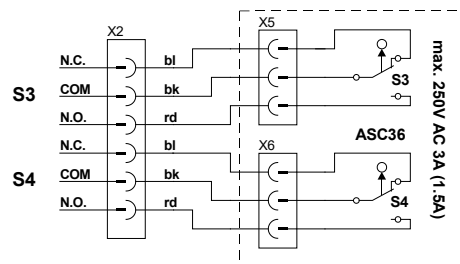 X2
X5
N.C.
bl
S3
COM
bk
S3
N.O.
rd
N.C.
bl
X6
ASC36
S4
COM
bk
S4
N.O.
rd
max. 250V AC 3A (1.5A)